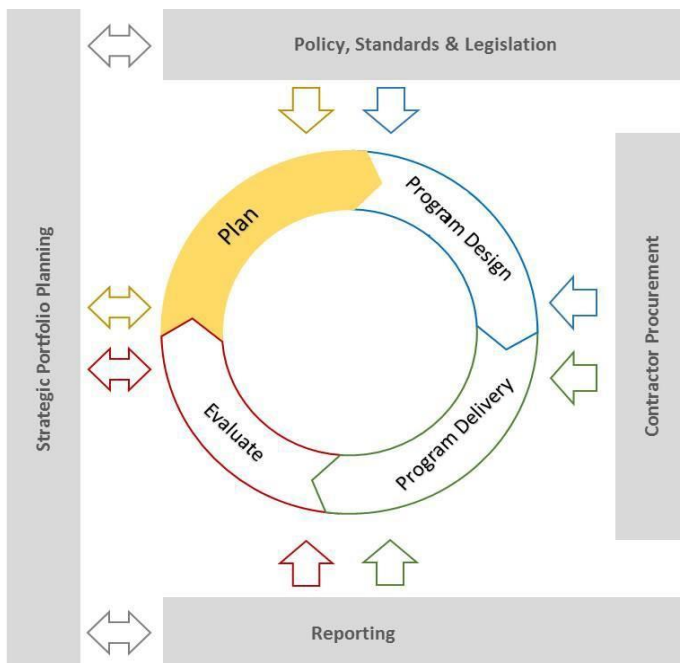 Policy, Standards & Legislation
Strategic Portfolio Planning
Plan
Program Design
Contractor Procurement
Evaluate
Program Delivery
Reporting